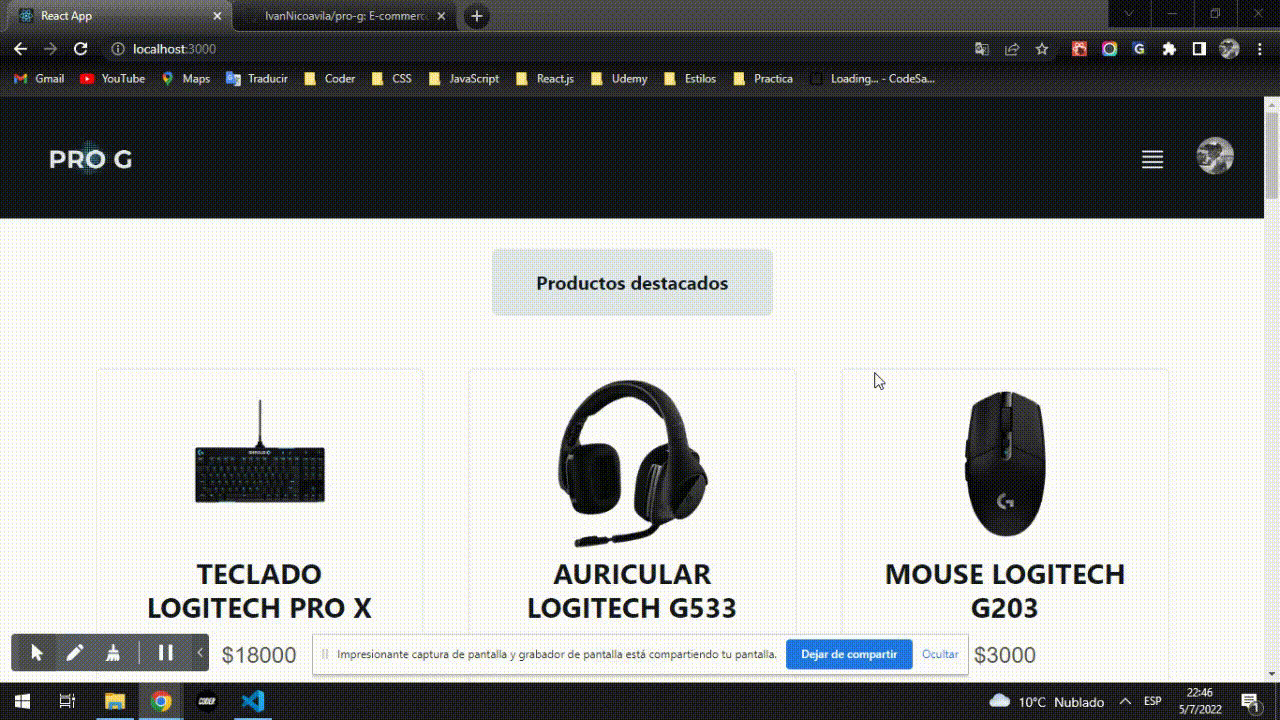 React App
IvanNicoavila/pro-g: E-commerc
localhost:3000
Gmail
YouTube
Maps
Traducir
Coder
CSS
JavaScript
React.js
Udemy
Estilos
Practica
Loading... - CodeSa...
PRO G
Productos destacados
TECLADO
LOGITECH PRO X
AURICULAR
LOGITECH G533
MOUSE LOGITECH
G203
$18000
$3000
Impresionante captura de pantalla y grabador de pantalla está compartiendo tu pantalla.
Dejar de compartir
Ocultar
CODER
10°C Nublado
ESP
22:46
5/7/2022
1